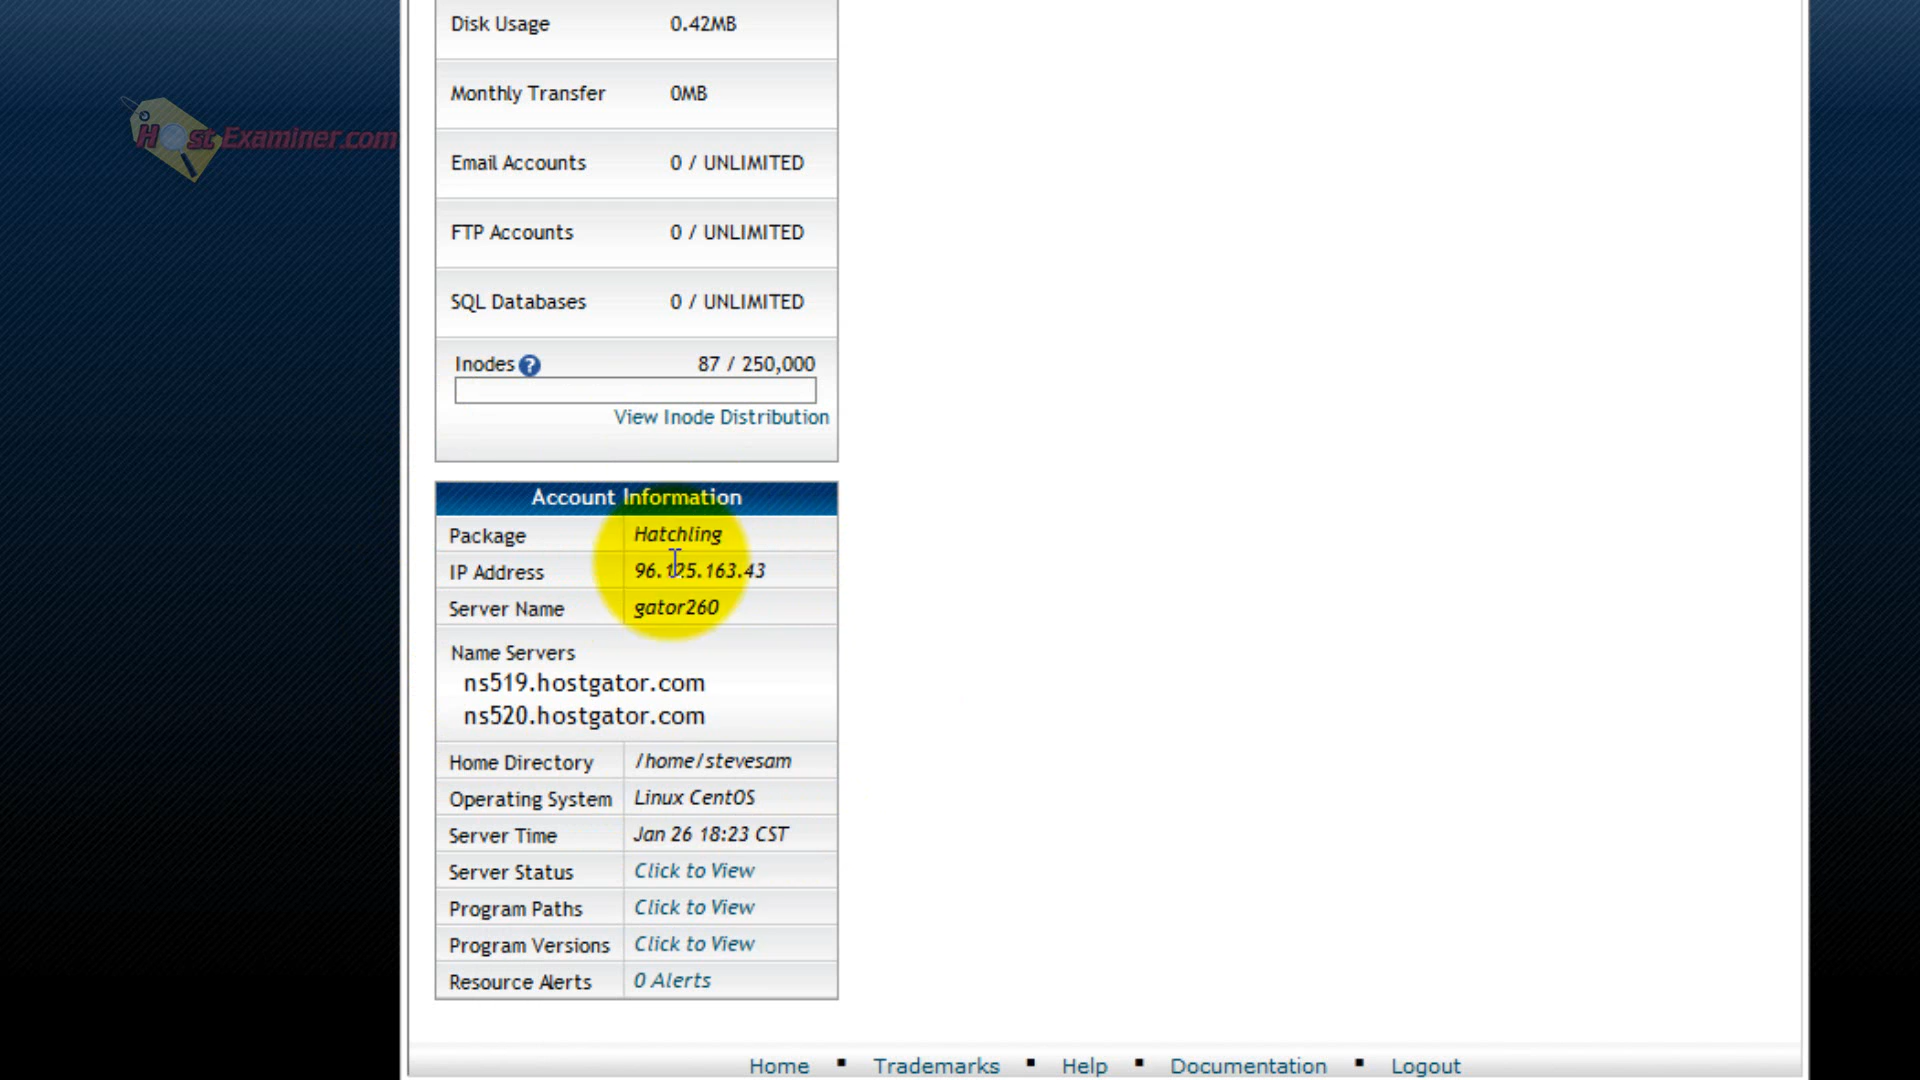 Disk Usage 0.42MB
Monthly Transfer 0MB
HostExaminer.com
Email Accounts 0 / UNLIMITED
FTP Accounts 0 / UNLIMITED
SQL Databases 0 / UNLIMITED
Inodes ? 87 / 250,000
View Inode Distribution
Account Information
Package Hatchling
IP Address 96.125.163.43
Server Name gator260
Name Servers
ns519.hostgator.com
ns520.hostgator.com
Home Directory /home/stevesam
Operating System Linux CentOS
Server Time Jan 26 18:23 CST
Server Status Click to View
Program Paths Click to View
Program Versions Click to View
Resource Alerts 0 Alerts
Home ▪ Trademarks ▪ Help ▪ Documentation ▪ Logout